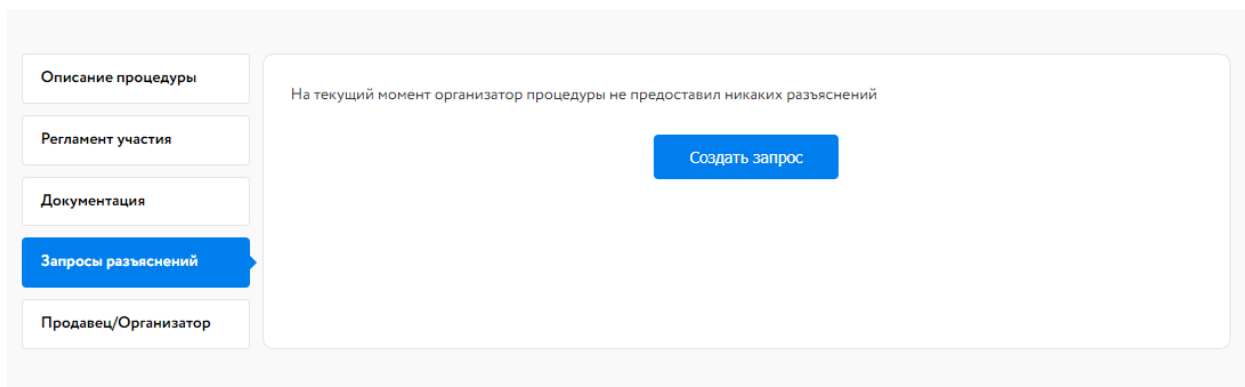 Описание процедуры
Регламент участия
Документация
Запросы разъяснений
Продавец/Организатор
На текущий момент организатор процедуры не предоставил никаких разъяснений
Создать запрос